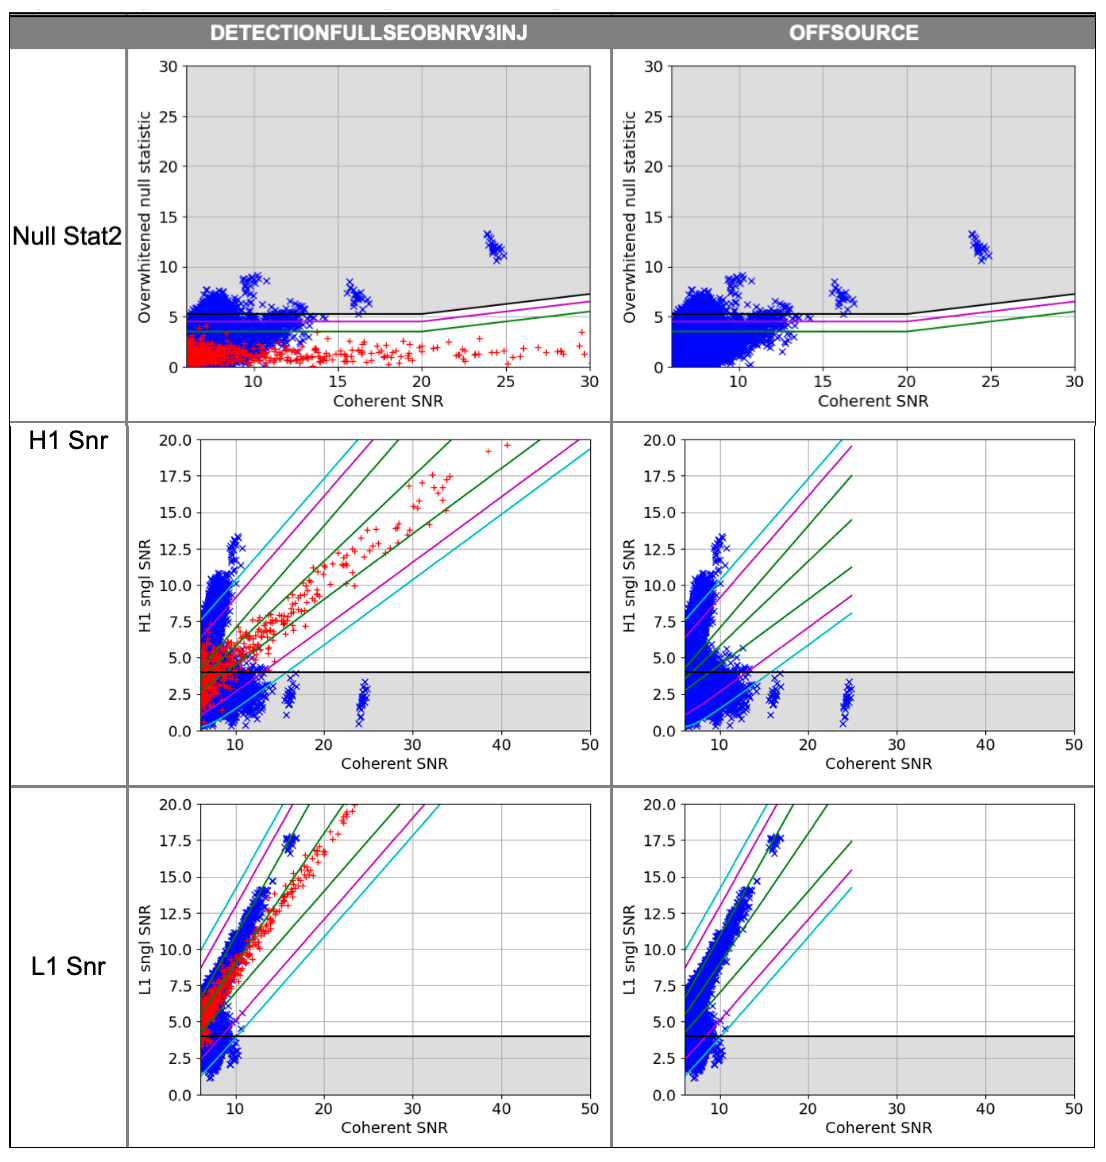 DETECTIONFULLSEOBNRV3INJ OFFSOURCE
Null Stat2
30
25
20
15
10
5
0
Overwhitened null statistic
10 15 20 25 30
Coherent SNR
30
25
20
15
10
5
0
Overwhitened null statistic
10 15 20 25 30
Coherent SNR
H1 Snr
20.0
17.5
15.0
12.5
10.0
7.5
5.0
2.5
0.0
H1 sngl SNR
10 20 30 40 50
Coherent SNR
20.0
17.5
15.0
12.5
10.0
7.5
5.0
2.5
0.0
H1 sngl SNR
10 20 30 40 50
Coherent SNR
L1 Snr
20.0
17.5
15.0
12.5
10.0
7.5
5.0
2.5
0.0
L1 sngl SNR
10 20 30 40 50
Coherent SNR
20.0
17.5
15.0
12.5
10.0
7.5
5.0
2.5
0.0
L1 sngl SNR
10 20 30 40 50
Coherent SNR